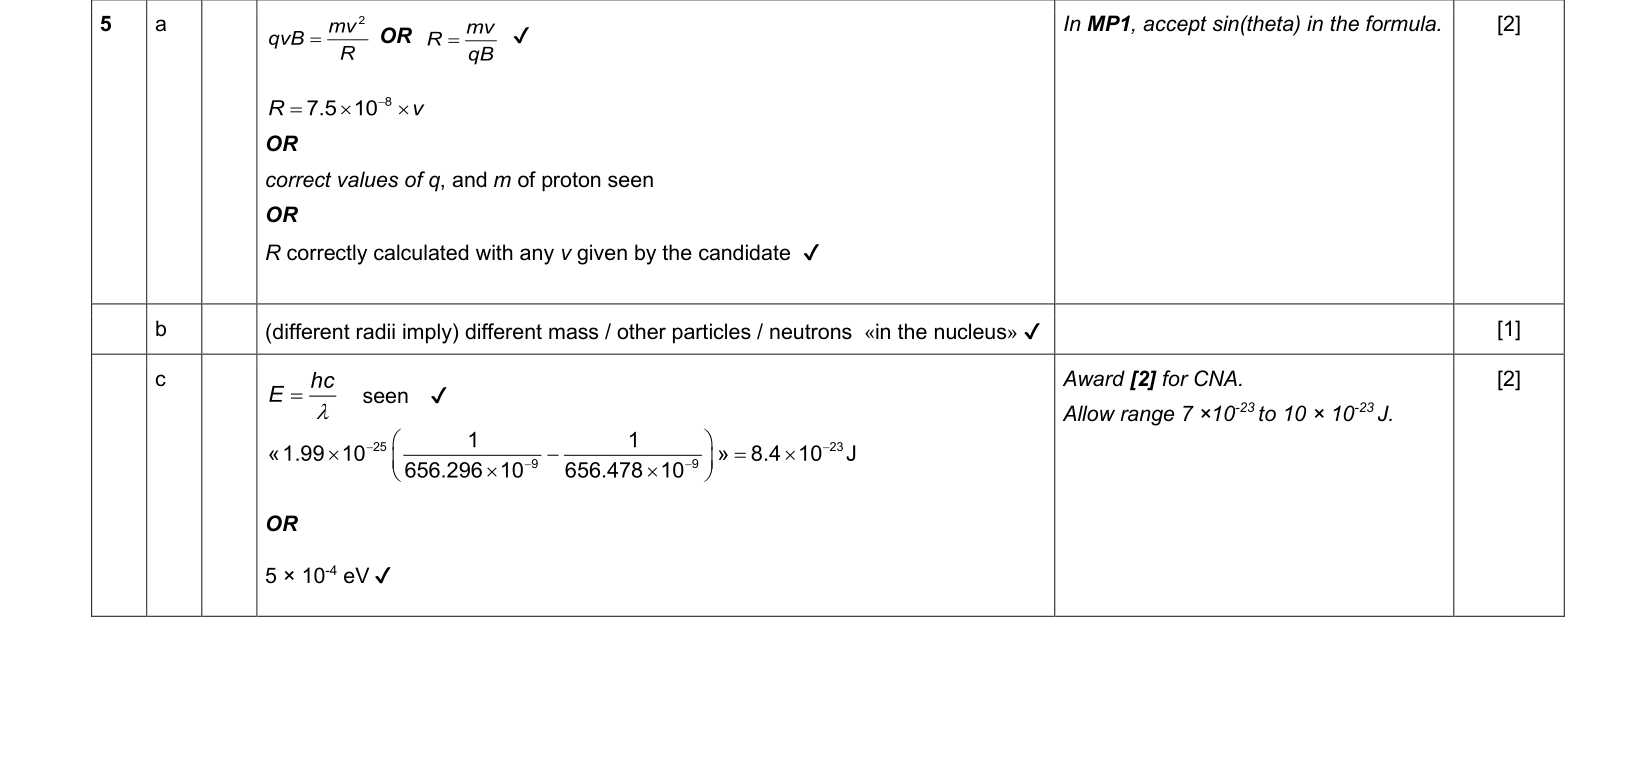 5 a qvB = mv²/R OR R = mv/qB ✓ In MP1, accept sin(theta) in the formula. [2]
R = 7.5×10⁻⁸ ×v
OR
correct values of q, and m of proton seen
OR
R correctly calculated with any v given by the candidate ✓
b (different radii imply) different mass / other particles / neutrons «in the nucleus» ✓ [1]
c E = hc/λ seen ✓ Award [2] for CNA. [2]
Allow range 7 ×10⁻²³ to 10 × 10⁻²³ J.
«1.99×10⁻²⁵ (1/656.296×10⁻⁹ − 1/656.478×10⁻⁹)» = 8.4×10⁻²³ J
OR
5 × 10⁻⁴ eV ✓